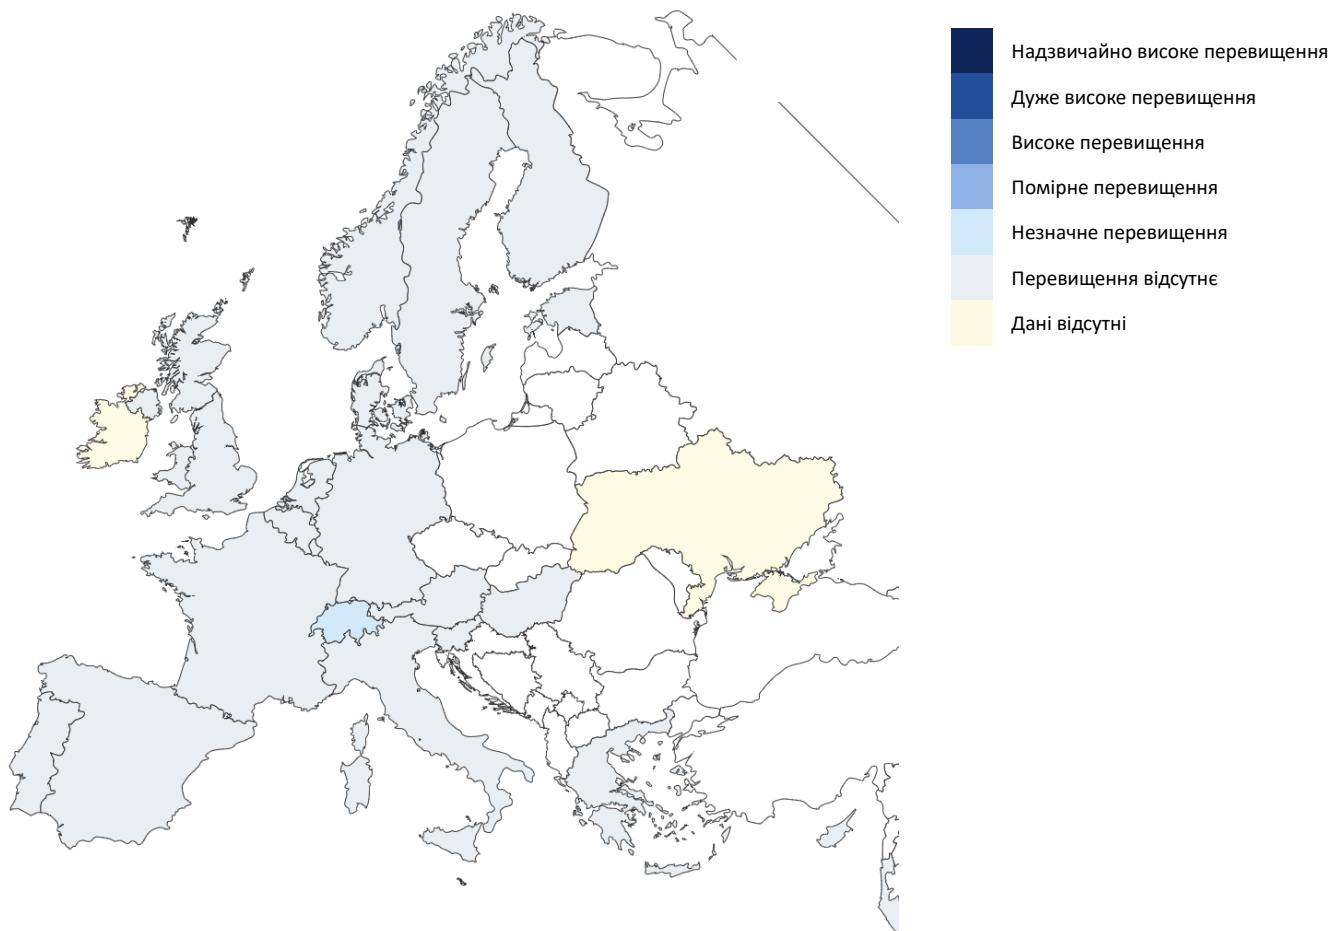 Надзвичайно високе перевищення
Дуже високе перевищення
Високе перевищення
Помірне перевищення
Незначне перевищення
Перевищення відсутнє
Дані відсутні